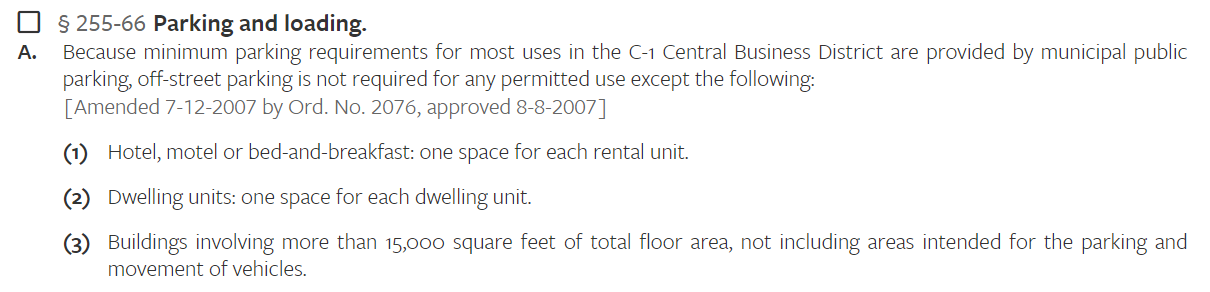 § 255-66 Parking and loading.
A. Because minimum parking requirements for most uses in the C-1 Central Business District are provided by municipal public
parking, off-street parking is not required for any permitted use except the following:
[Amended 7-12-2007 by Ord. No. 2076, approved 8-8-2007]
(1) Hotel, motel or bed-and-breakfast: one space for each rental unit.
(2) Dwelling units: one space for each dwelling unit.
(3) Buildings involving more than 15,000 square feet of total floor area, not including areas intended for the parking and
movement of vehicles.